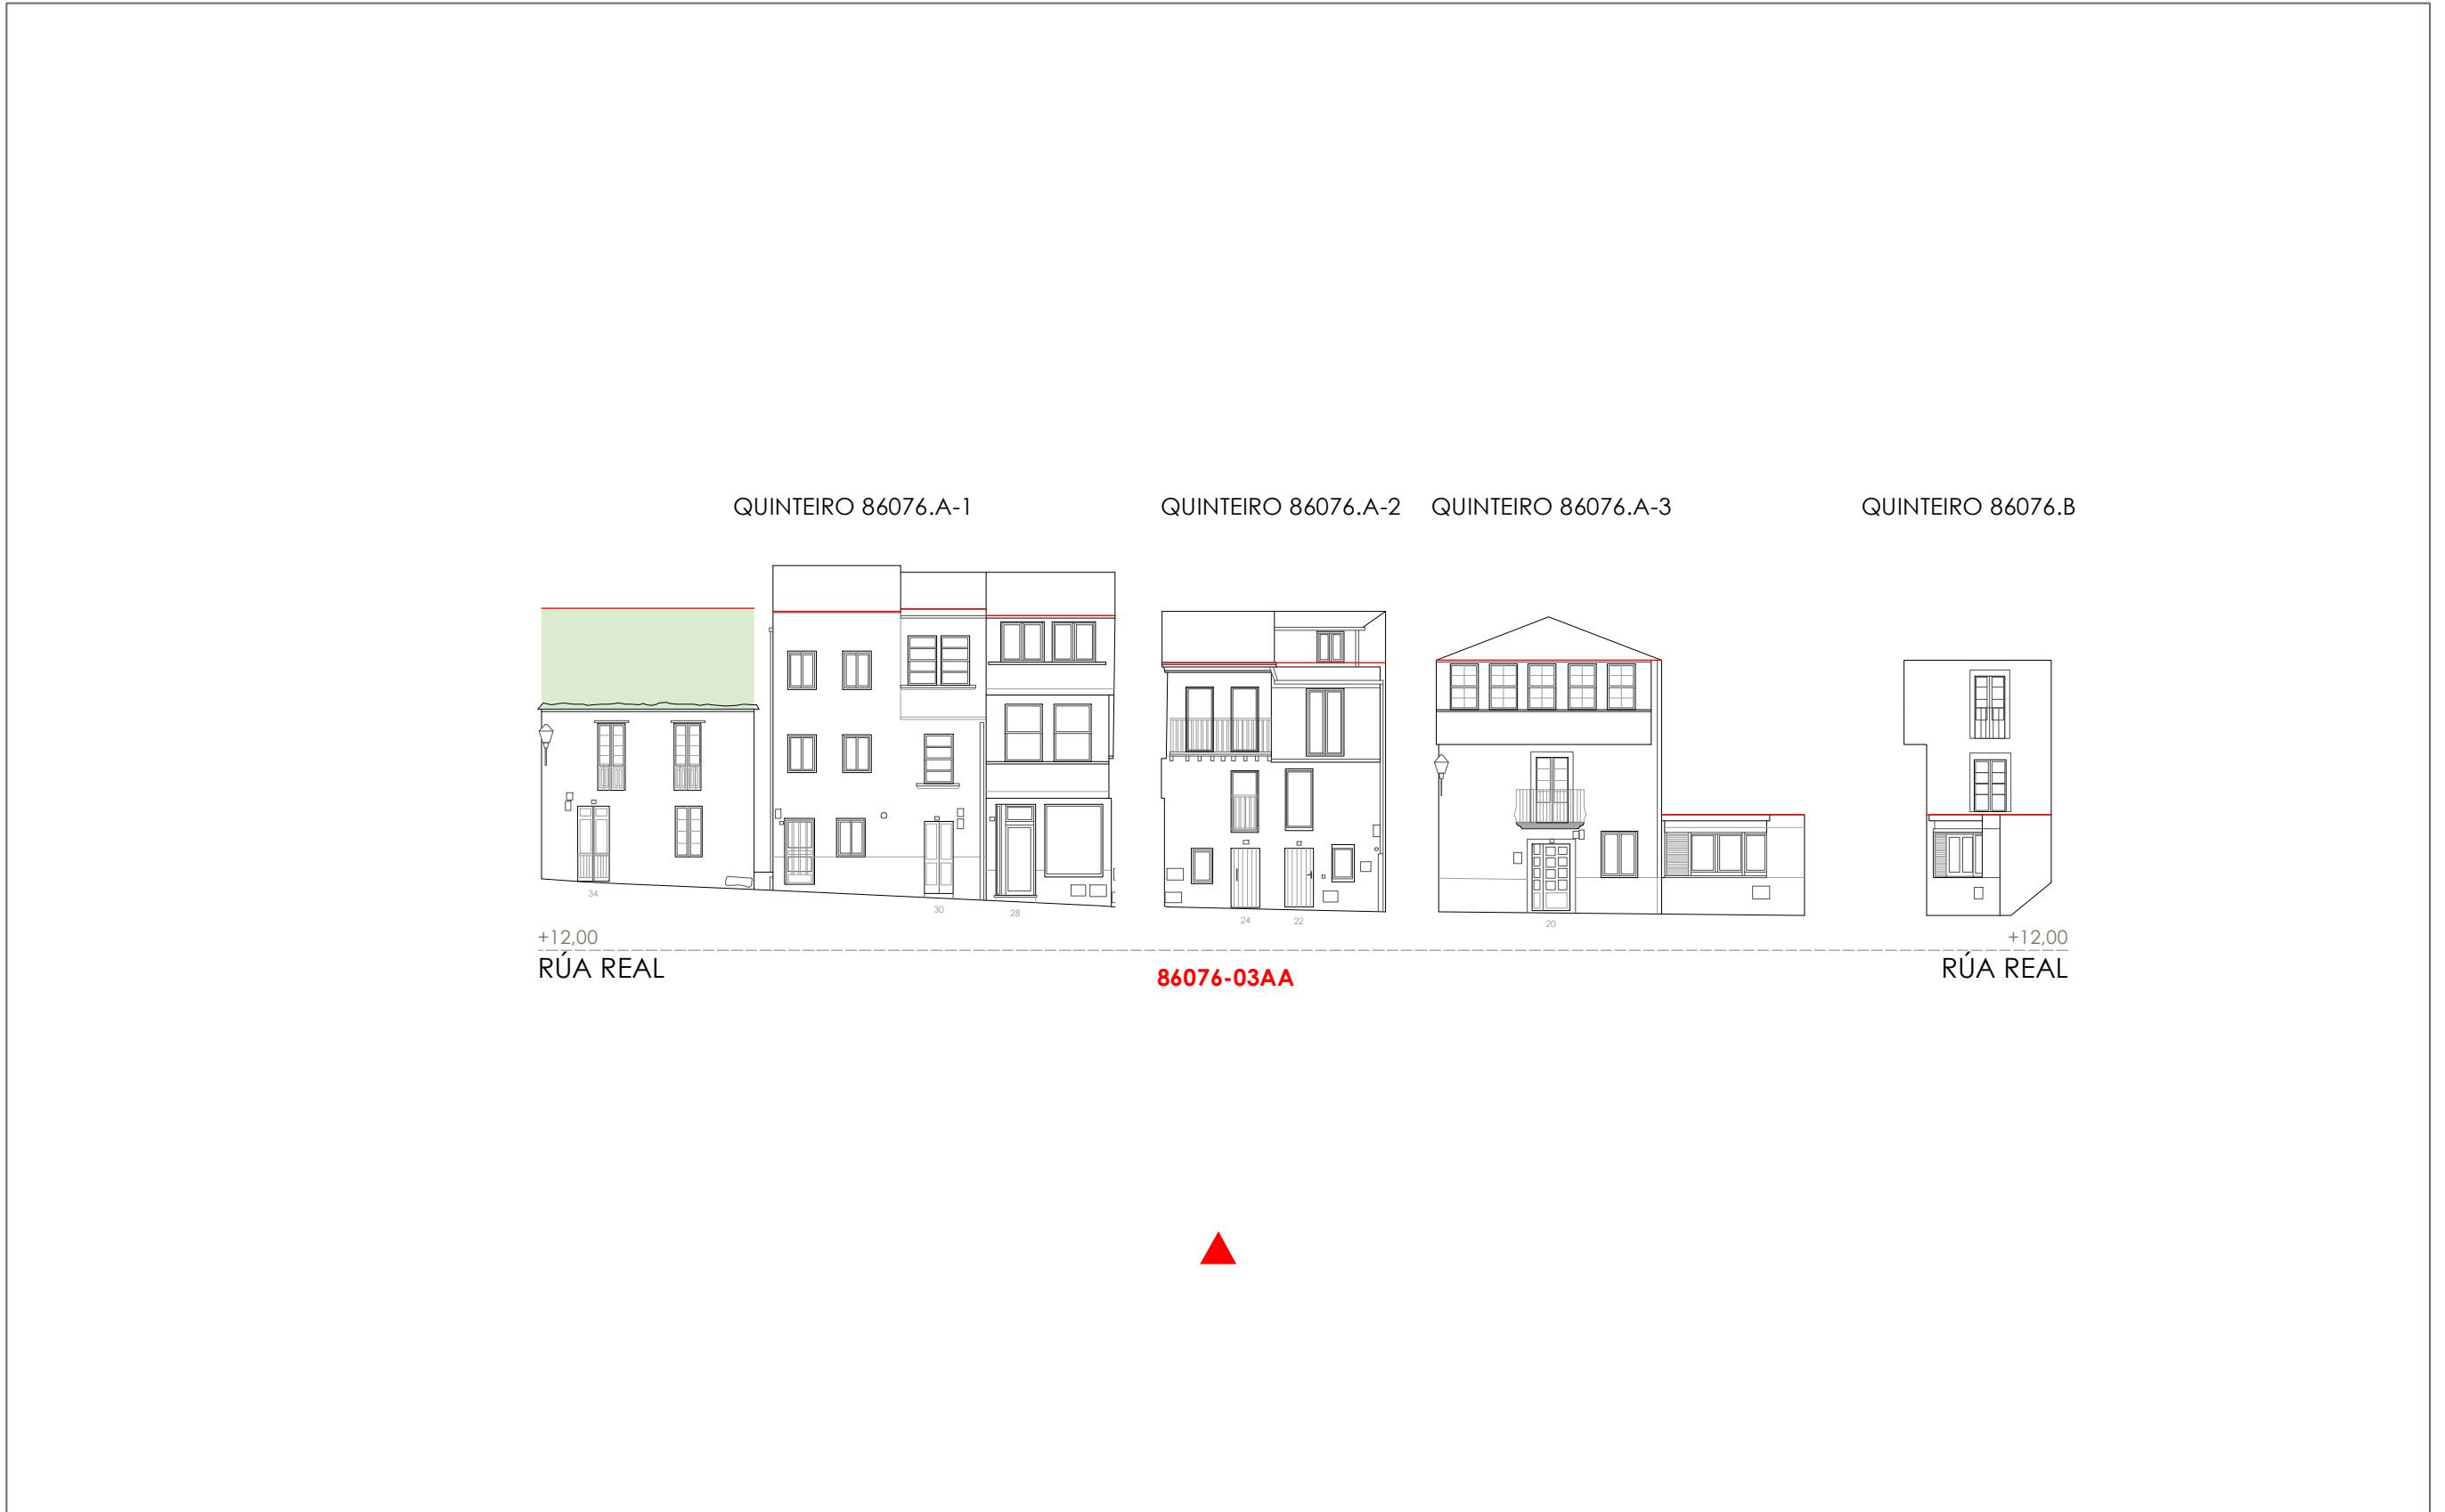 QUINTEIRO 86076.A-1
QUINTEIRO 86076.A-2
QUINTEIRO 86076.A-3
QUINTEIRO 86076.B
34
30
28
24
22
20
+12,00
+12,00
RÚA REAL
RÚA REAL
86076-03AA